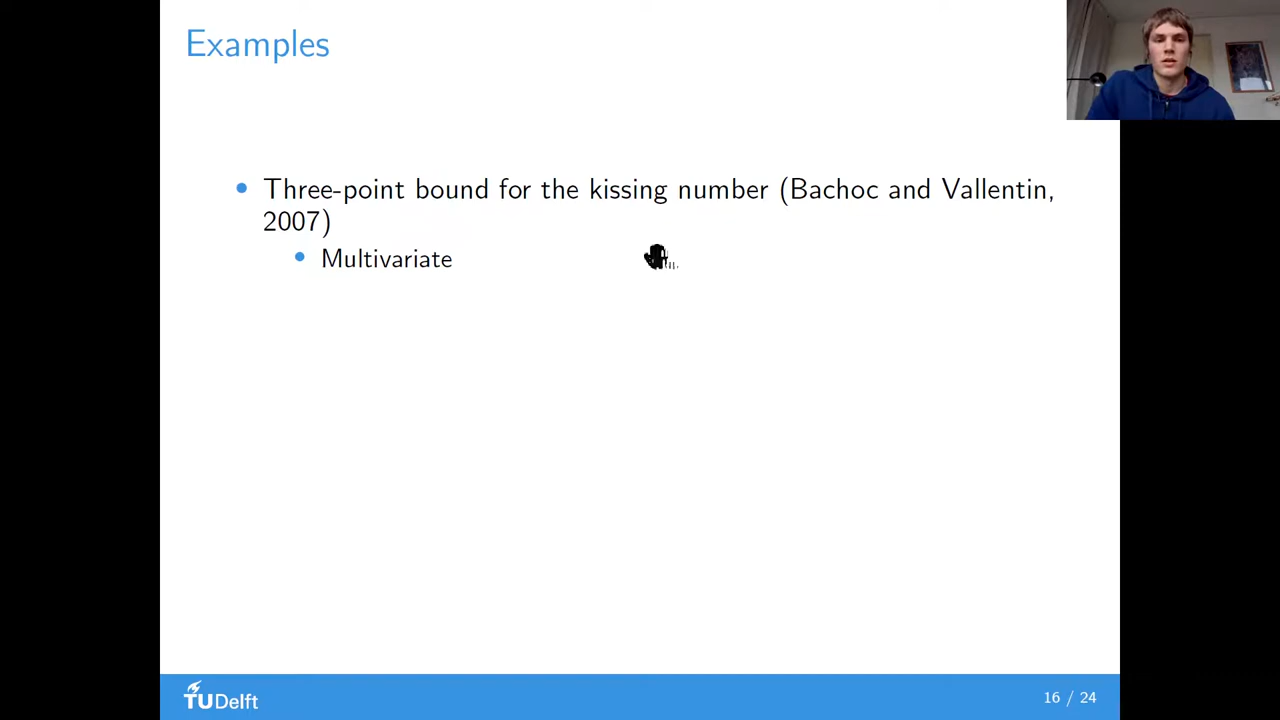 Examples
• Three-point bound for the kissing number (Bachoc and Vallentin,
2007)
• Multivariate
TUDelft
16 / 24